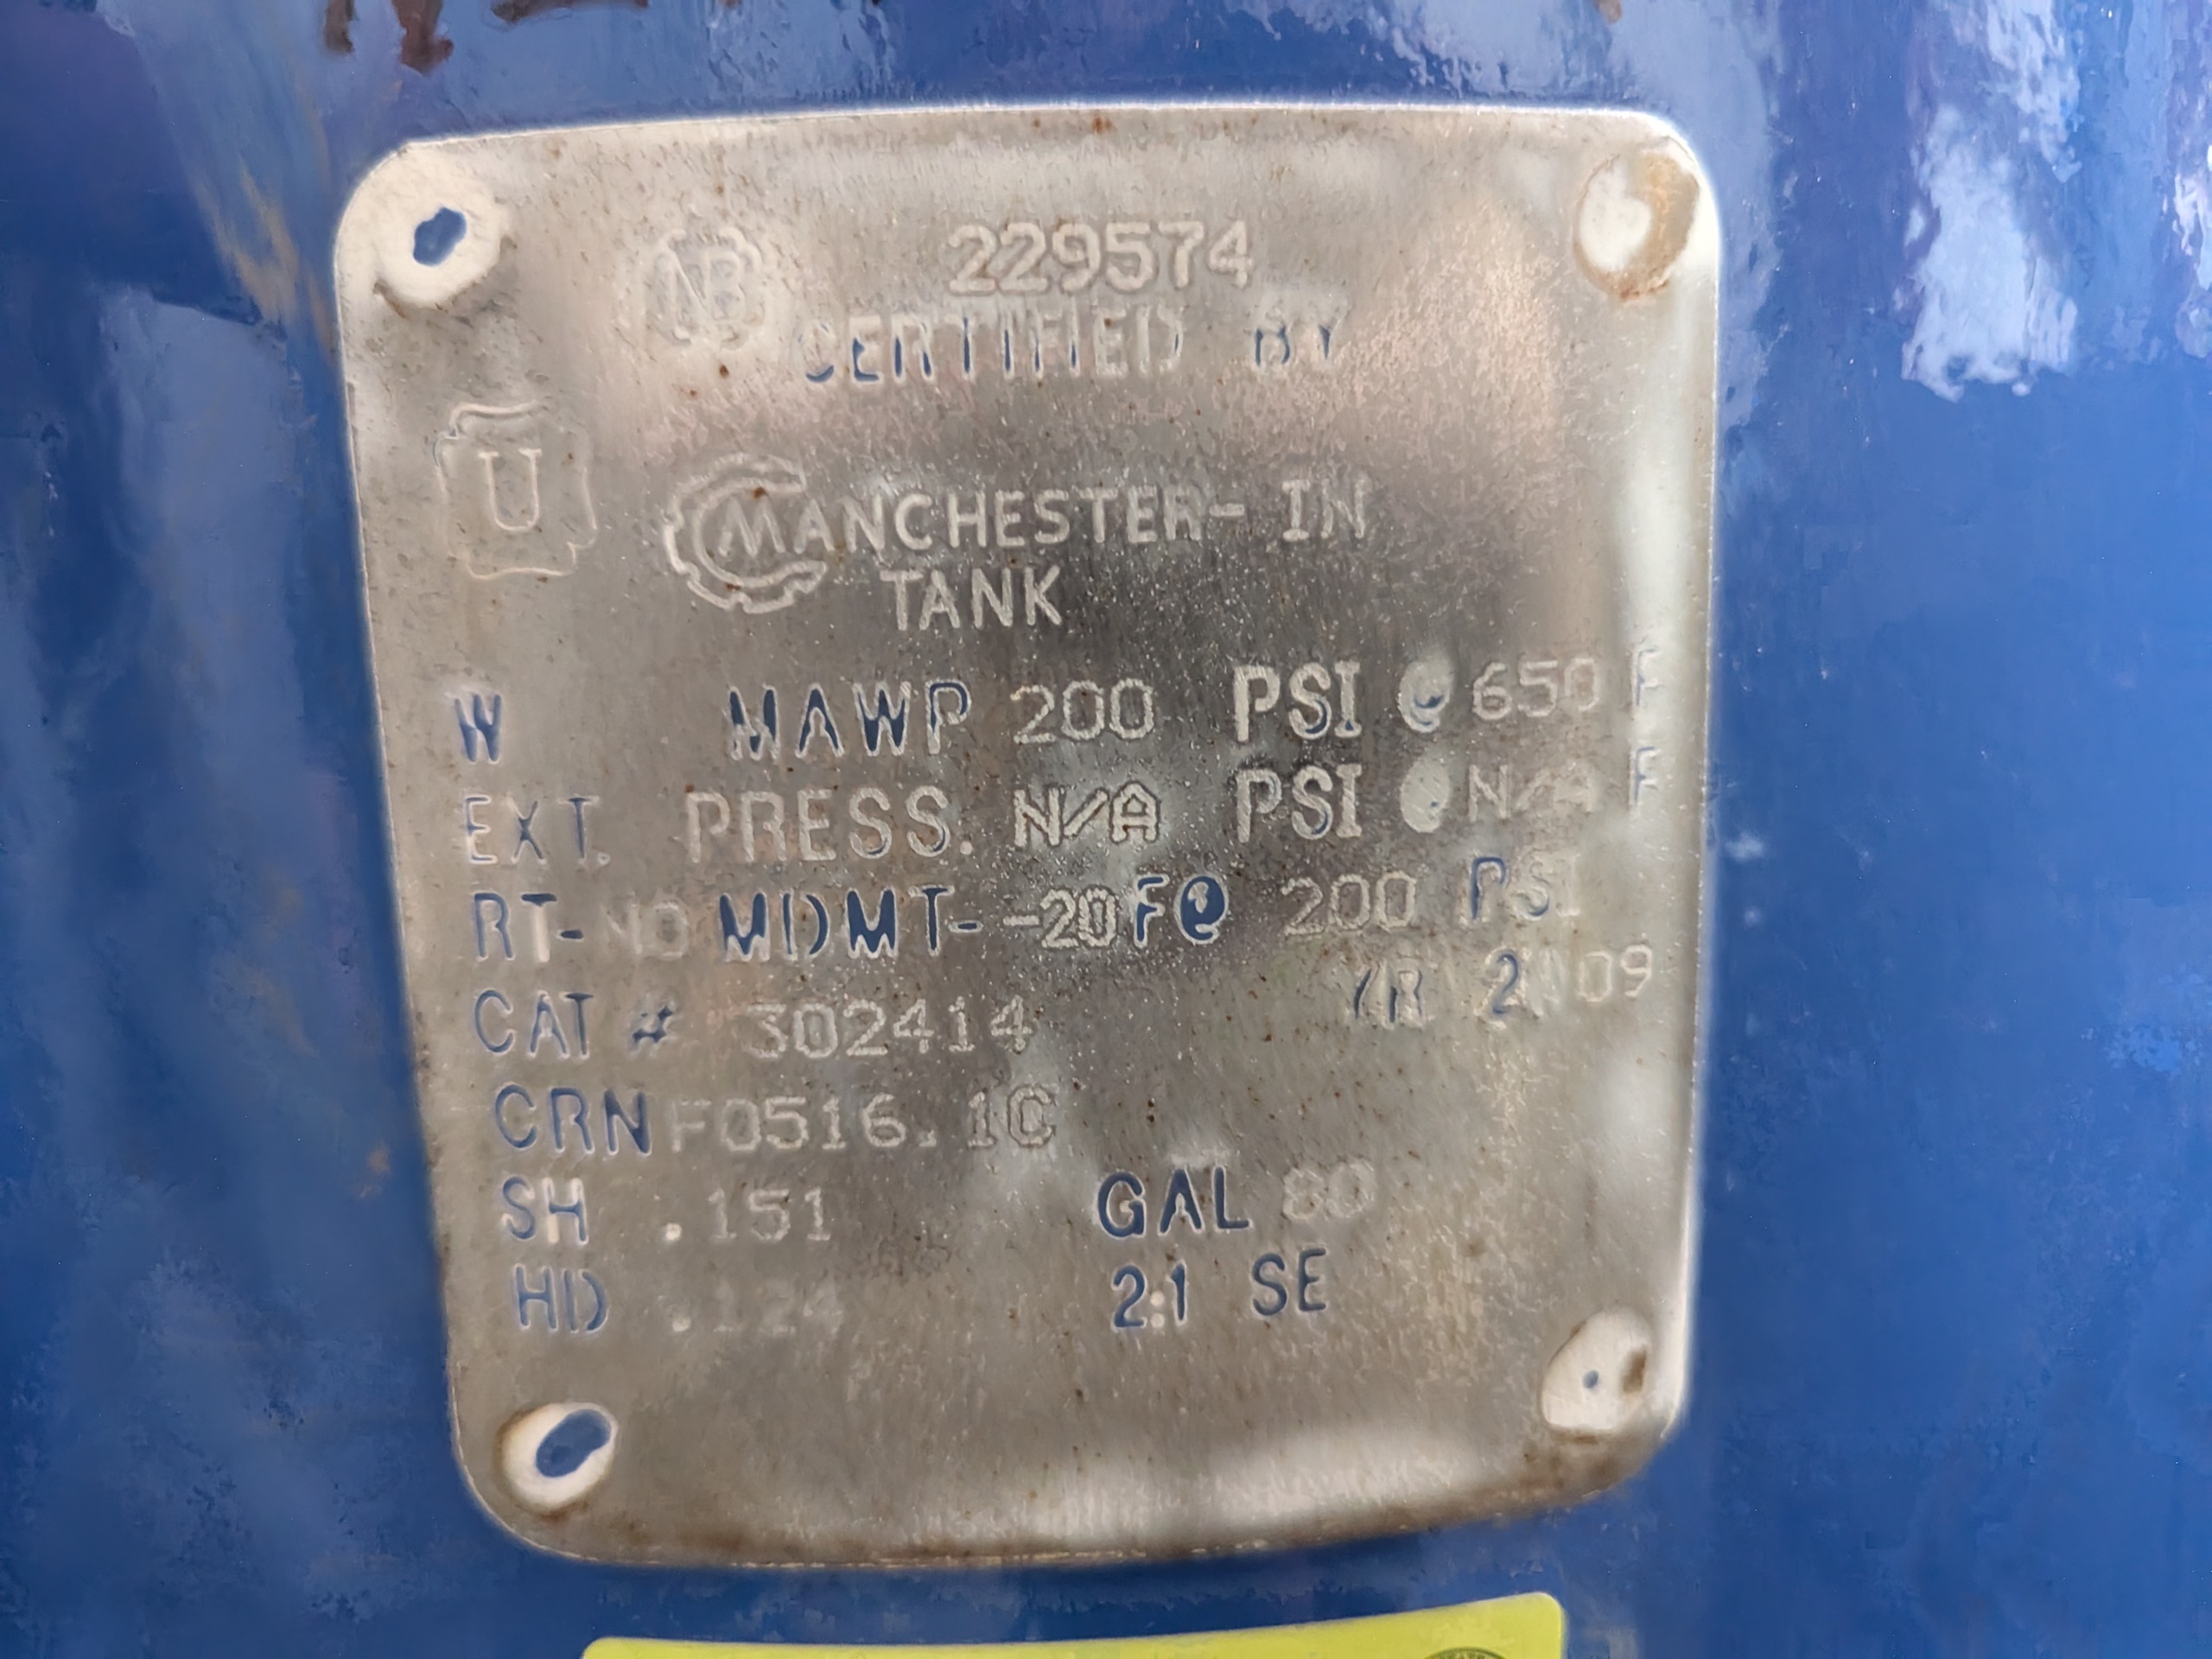 NB 229574
CERTIFIED BY
U
MANCHESTER- IN
TANK
W MAWP 200 PSI @ 650 F
EXT. PRESS. N/A PSI @ N/A F
RT-NO MDMT- -20F@ 200 PSI
CAT # 302414 YR 2009
CRN F0516.1C
SH .151 GAL 80
HD .124 2:1 SE